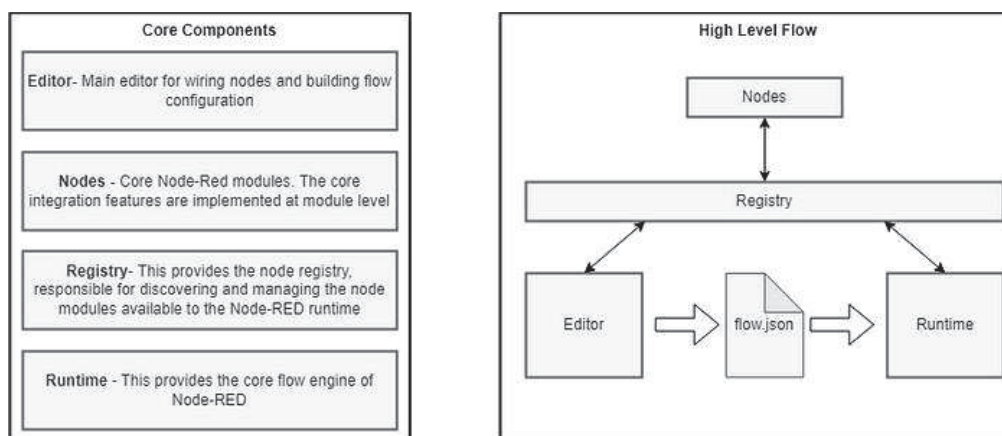 Core Components
Editor- Main editor for wiring nodes and building flow
configuration
Nodes - Core Node-Red modules. The core
integration features are implemented at module level
Registry- This provides the node registry,
responsible for discovering and managing the node
modules available to the Node-RED runtime
Runtime - This provides the core flow engine of
Node-RED
High Level Flow
Nodes
Registry
Editor
flow.json
Runtime